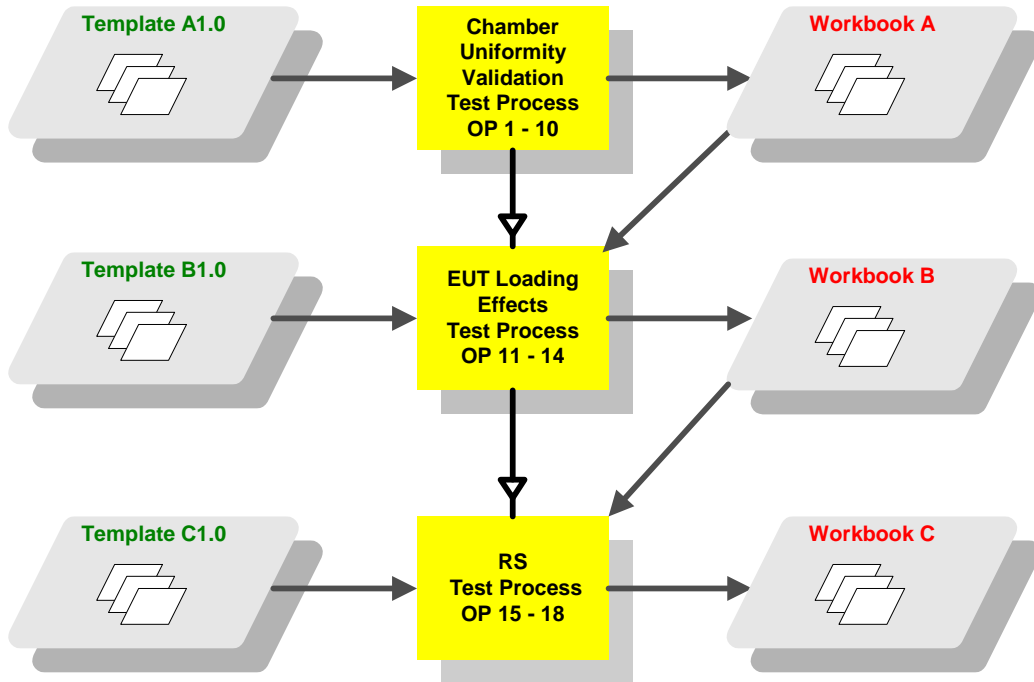 Template A1.0
Chamber
Uniformity
Validation
Test Process
OP 1 - 10
Workbook A
Template B1.0
EUT Loading
Effects
Test Process
OP 11 - 14
Workbook B
Template C1.0
RS
Test Process
OP 15 - 18
Workbook C